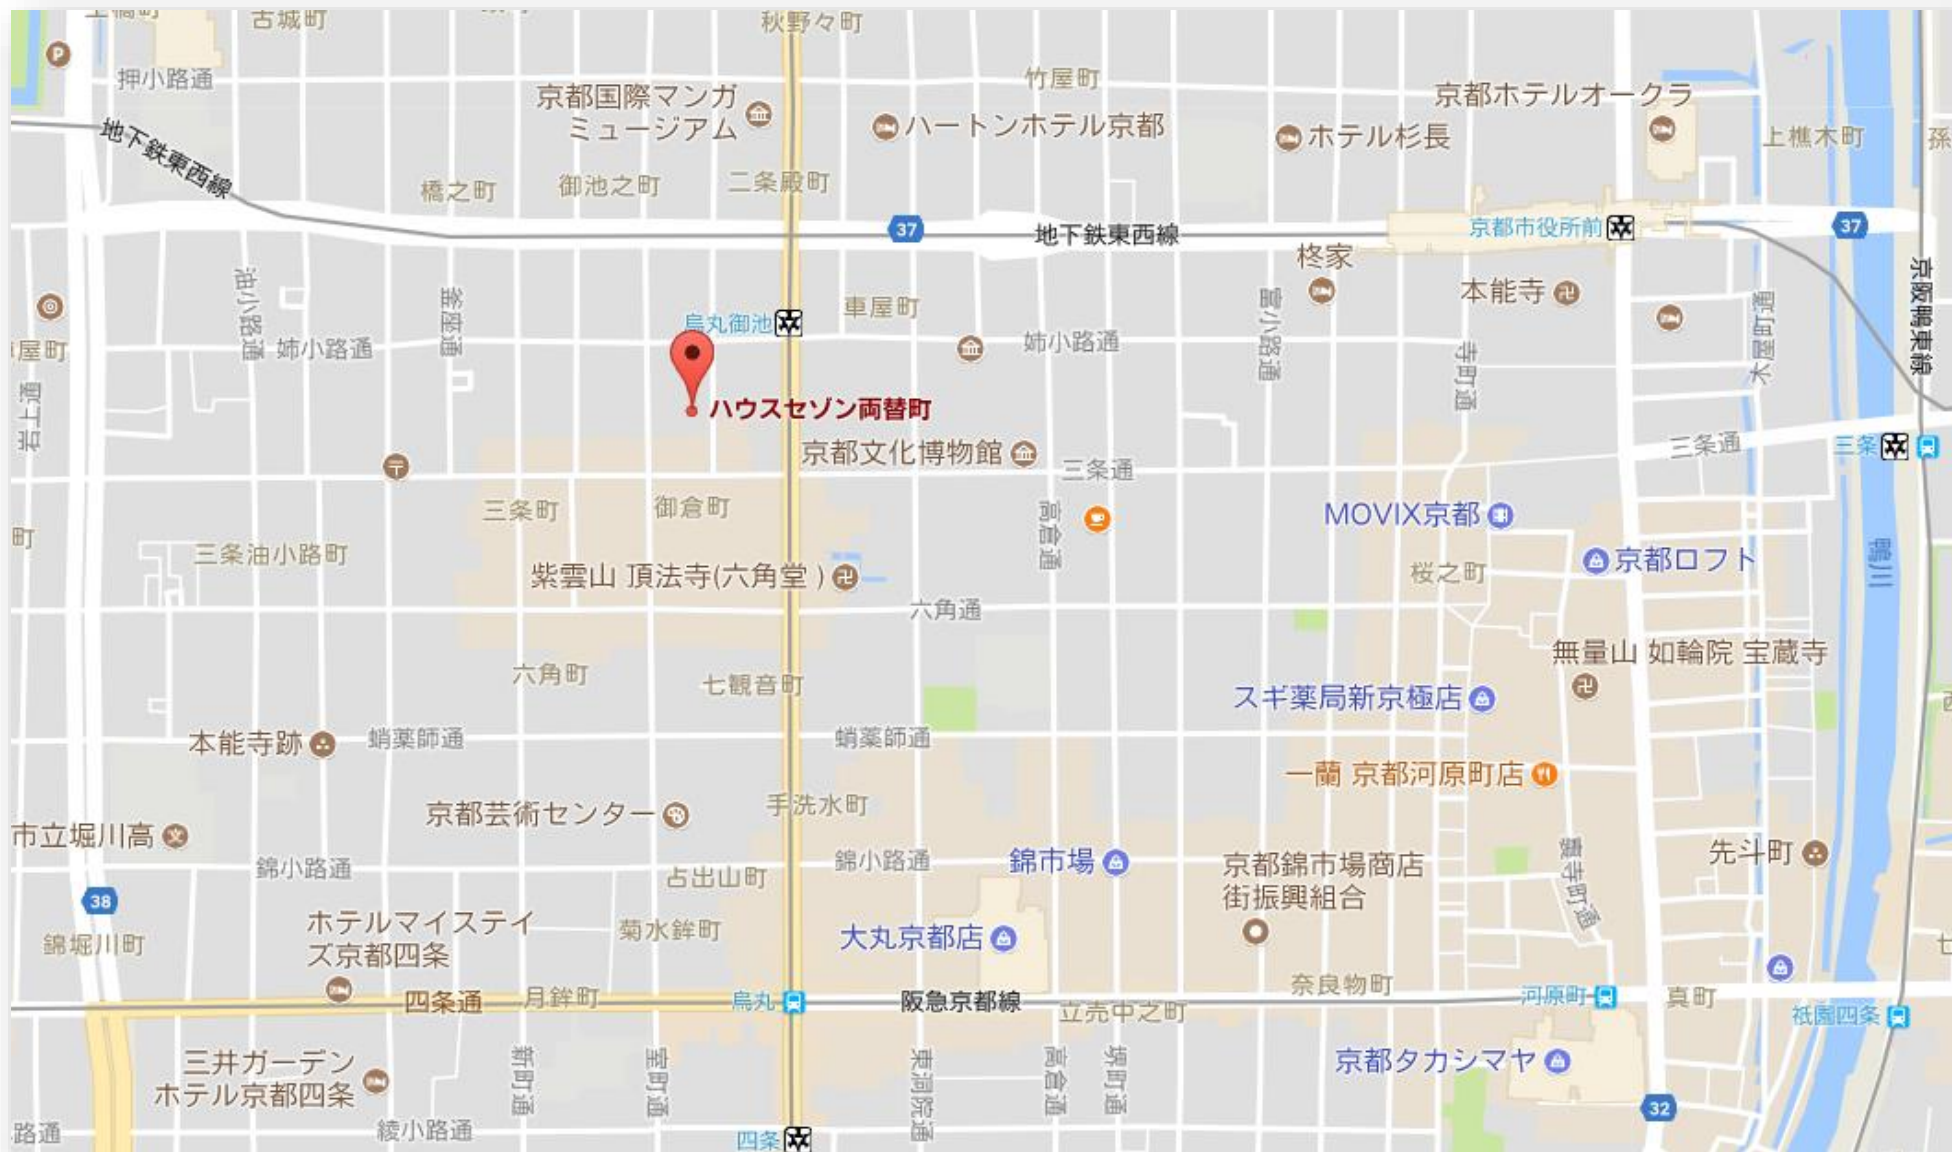 古城町
秋野々町
P
押小路通
竹屋町
京都国際マンガ
ミュージアム
ハートンホテル京都
ホテル杉長
京都ホテルオークラ
上樵木町
孫
地下鉄東西線
橋之町
御池之町
二条殿町
37
地下鉄東西線
京都市役所前
37
柊家
本能寺
京阪鴨東線
油小路通
釜座通
車屋町
富小路通
木屋町通
烏丸御池
屋町
姉小路通
姉小路通
寺町通
岩上通
ハウスセゾン両替町
京都文化博物館
三条通
三条通
三条
三条町
御倉町
高倉通
MOVIX京都
町
三条油小路町
紫雲山 頂法寺(六角堂 )
桜之町
京都ロフト
鴨川
六角通
六角町
七観音町
無量山 如輪院 宝蔵寺
スギ薬局新京極店
西
本能寺跡
蛸薬師通
蛸薬師通
一蘭 京都河原町店
京都芸術センター
手洗水町
市立堀川高
錦小路通
占出山町
錦小路通
錦市場
京都錦市場商店
街振興組合
裏寺町通
先斗町
38
ホテルマイステイ
ズ京都四条
菊水鉾町
大丸京都店
錦堀川町
七
四条通
月鉾町
烏丸
阪急京都線
立売中之町
奈良物町
河原町
真町
祇園四条
三井ガーデン
ホテル京都四条
新町通
室町通
東洞院通
高倉通
堺町通
京都タカシマヤ
32
路通
綾小路通
四条